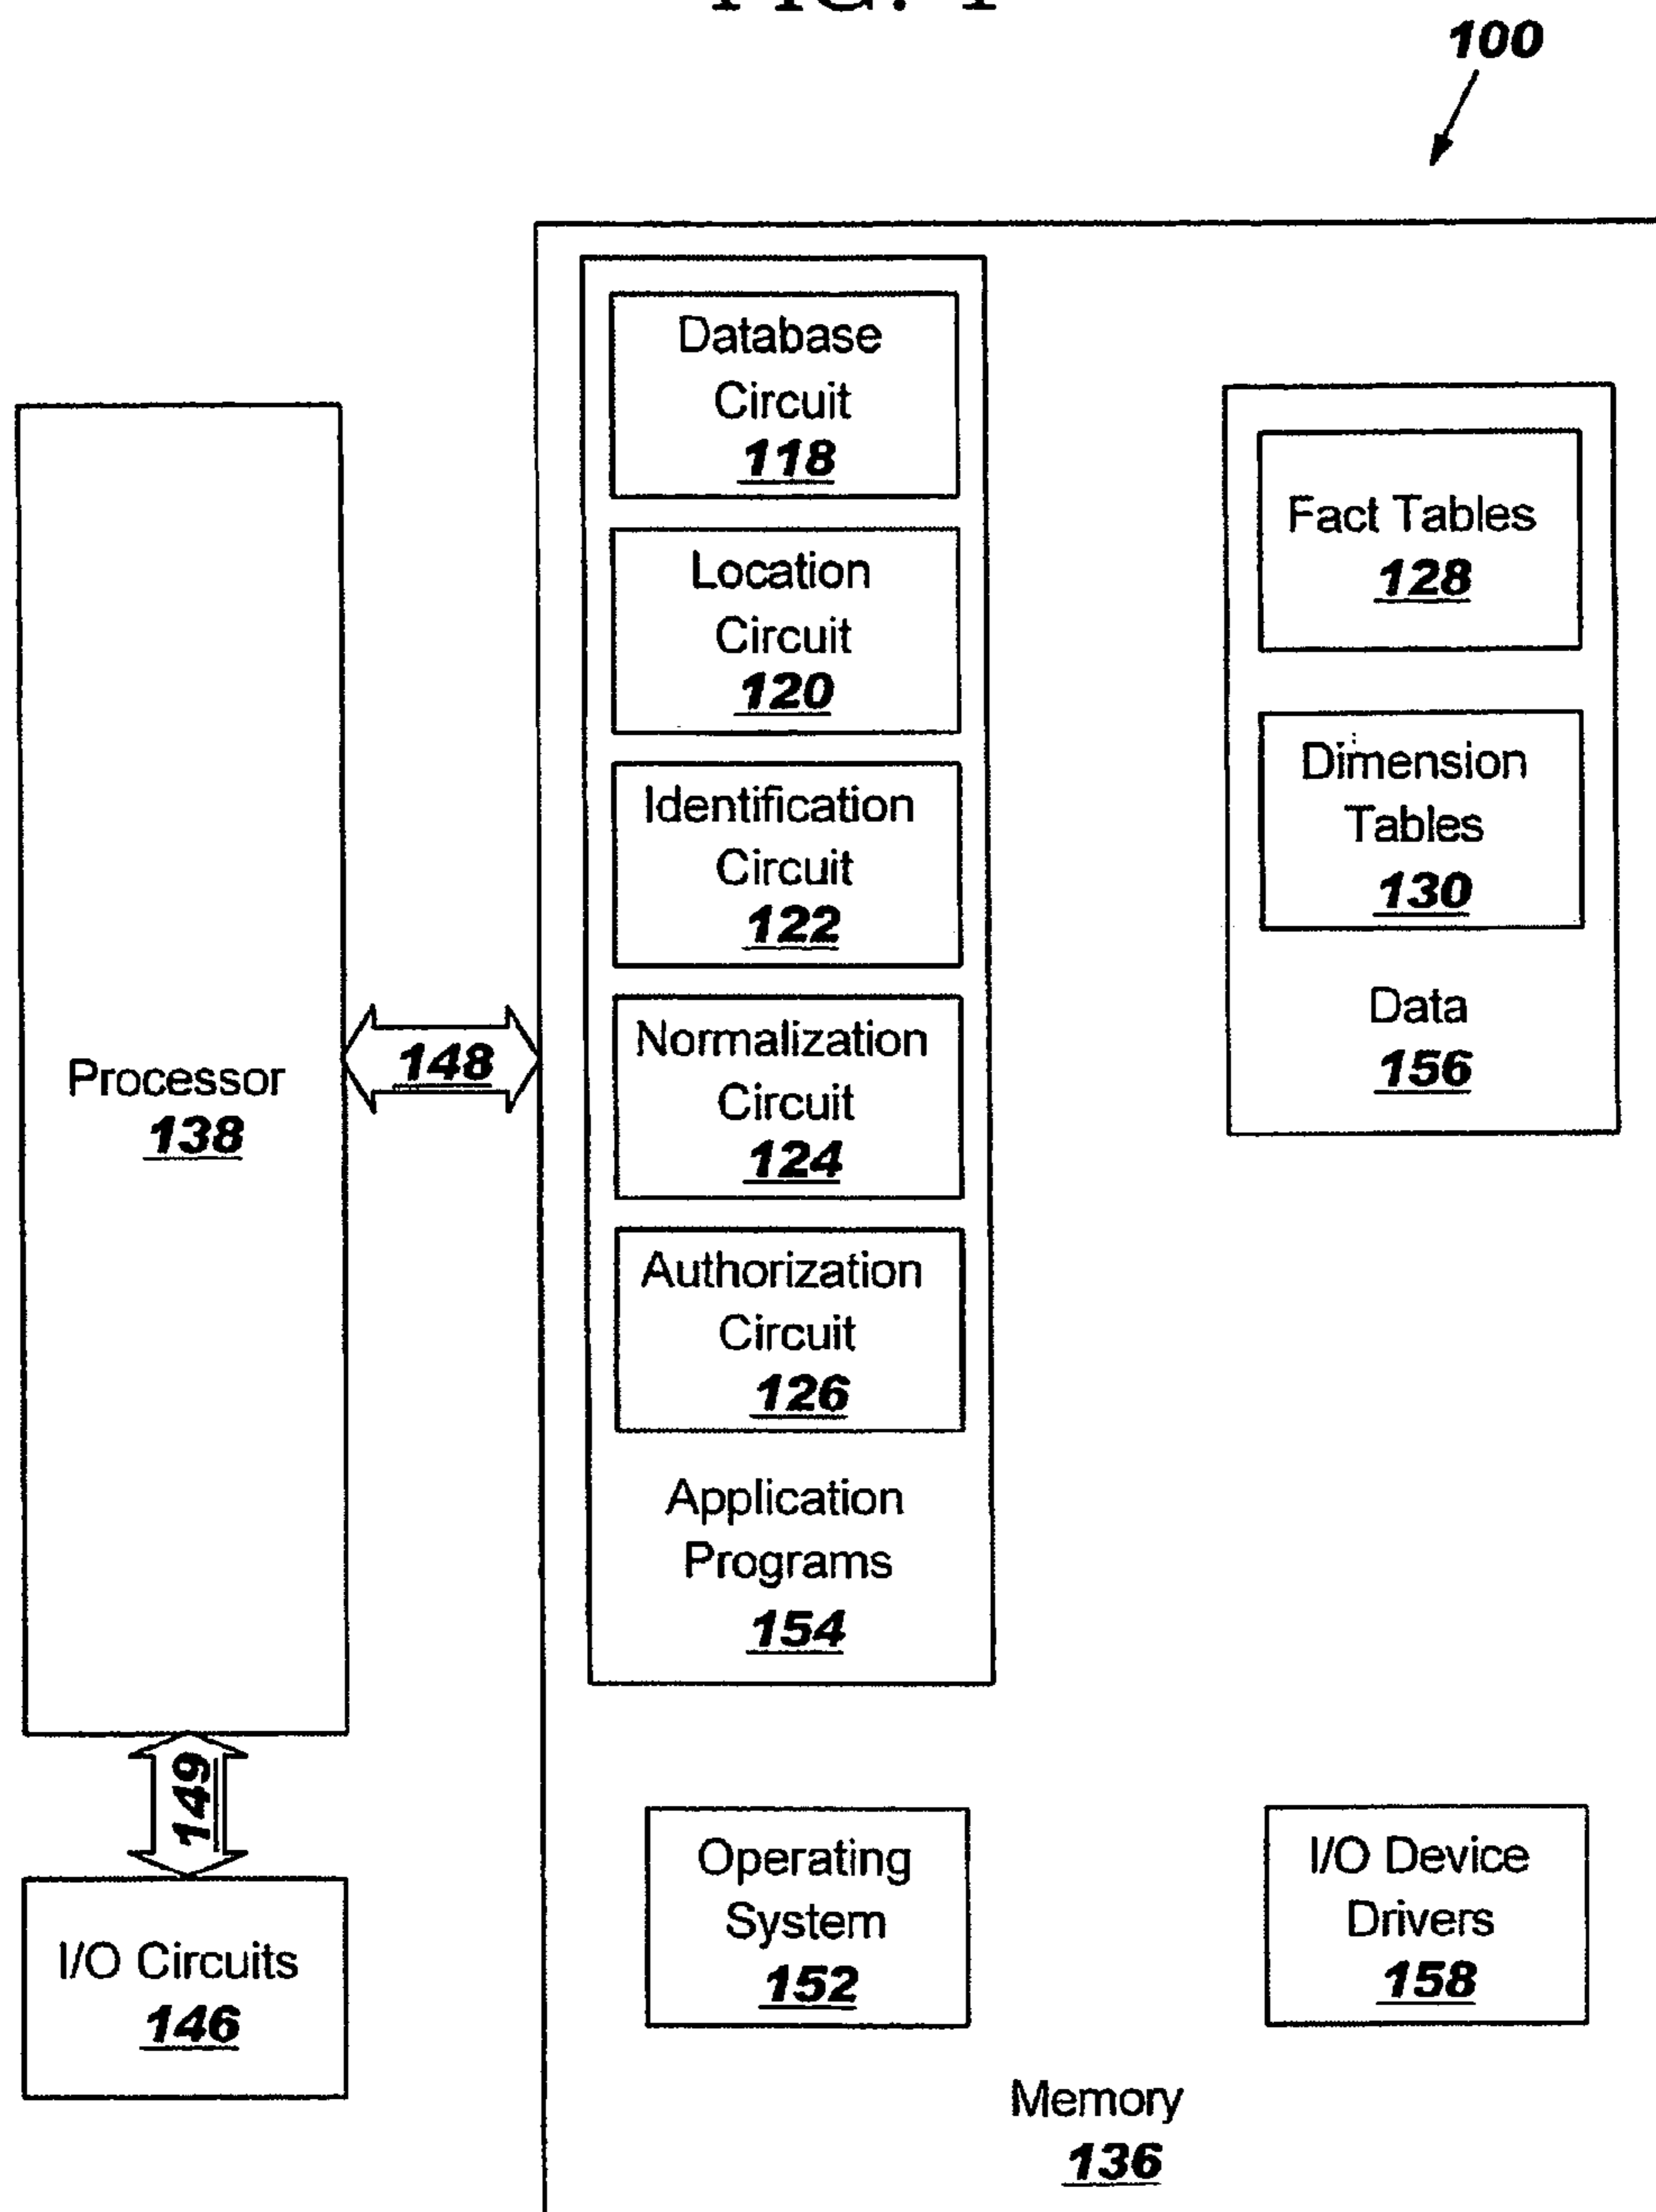 FIG. 1
100
Database
Circuit
118
Location
Circuit
120
Identification
Circuit
122
Normalization
Circuit
124
Authorization
Circuit
126
Application
Programs
154
Fact Tables
128
Dimension
Tables
130
Data
156
Processor
138
148
149
I/O Circuits
146
Operating
System
152
I/O Device
Drivers
158
Memory
136